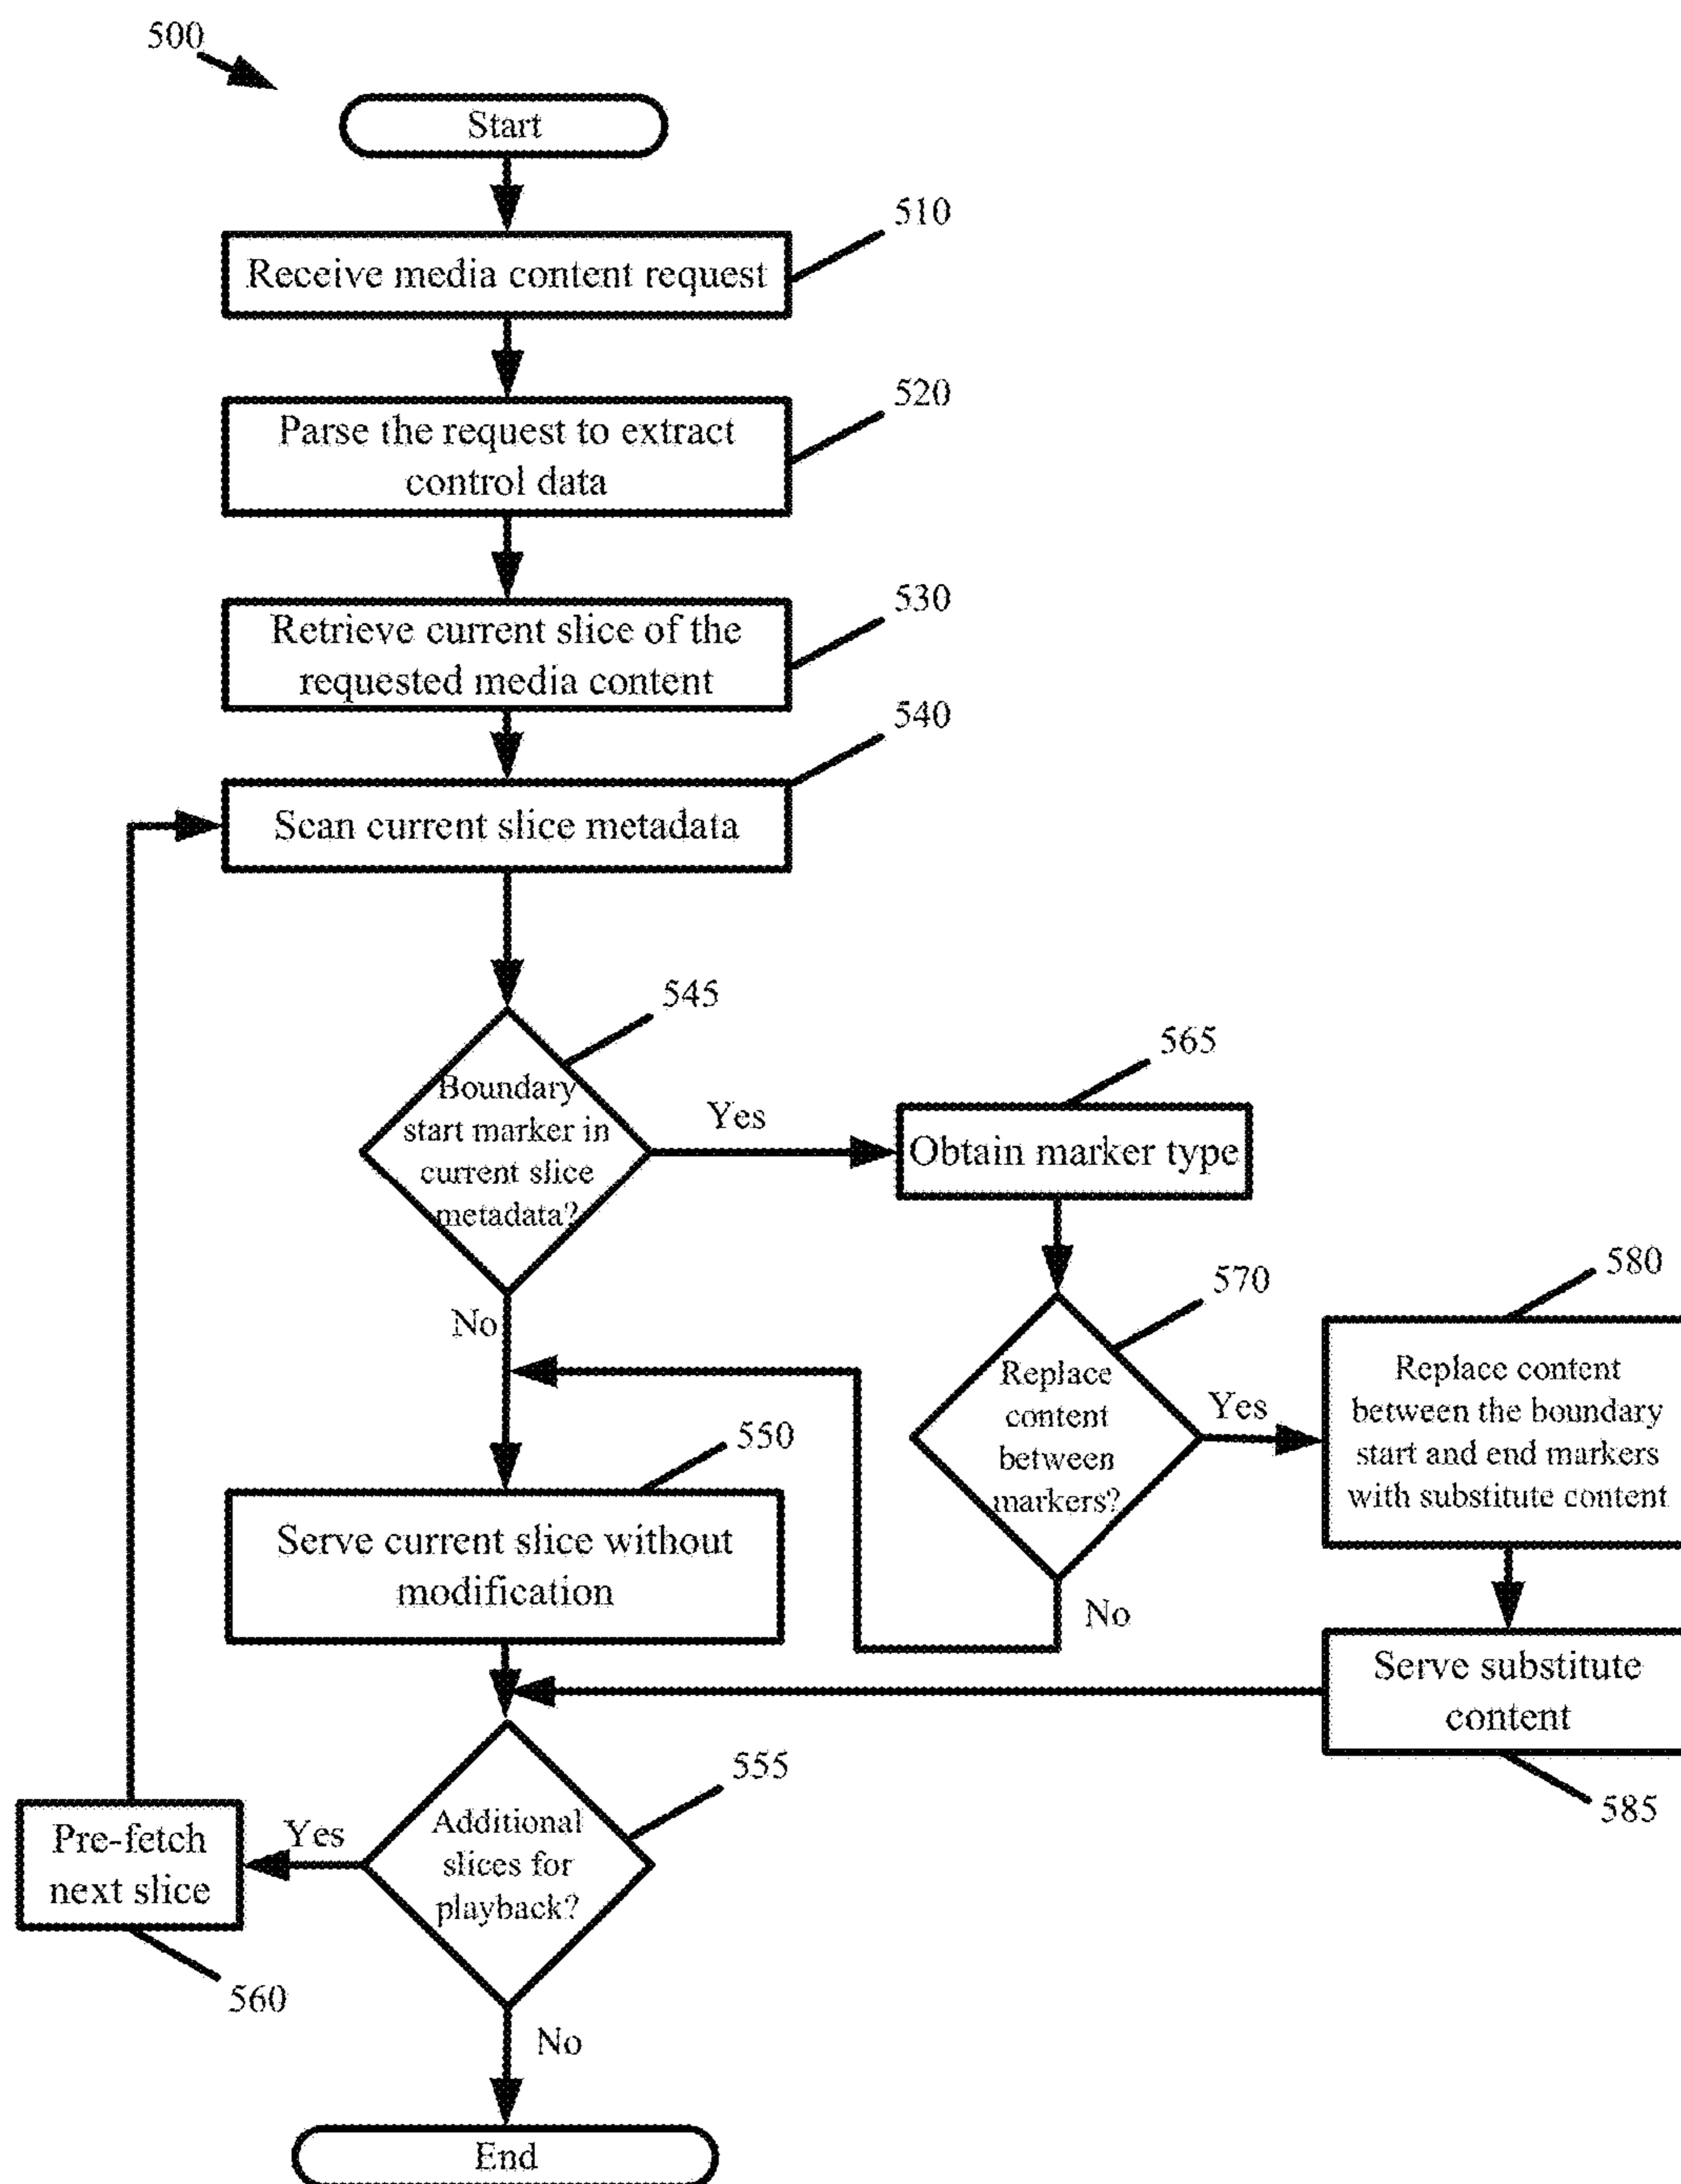 500
Start
510
Receive media content request
520
Parse the request to extract
control data
530
Retrieve current slice of the
requested media content
540
Scan current slice metadata
545
Boundary
start marker in
current slice
metadata?
Yes
565
Obtain marker type
No
570
Replace
content
between
markers?
Yes
580
Replace content
between the boundary
start and end markers
with substitute content
550
Serve current slice without
modification
No
Serve substitute
content
585
555
Additional
slices for
playback?
Yes
Pre-fetch
next slice
560
No
End